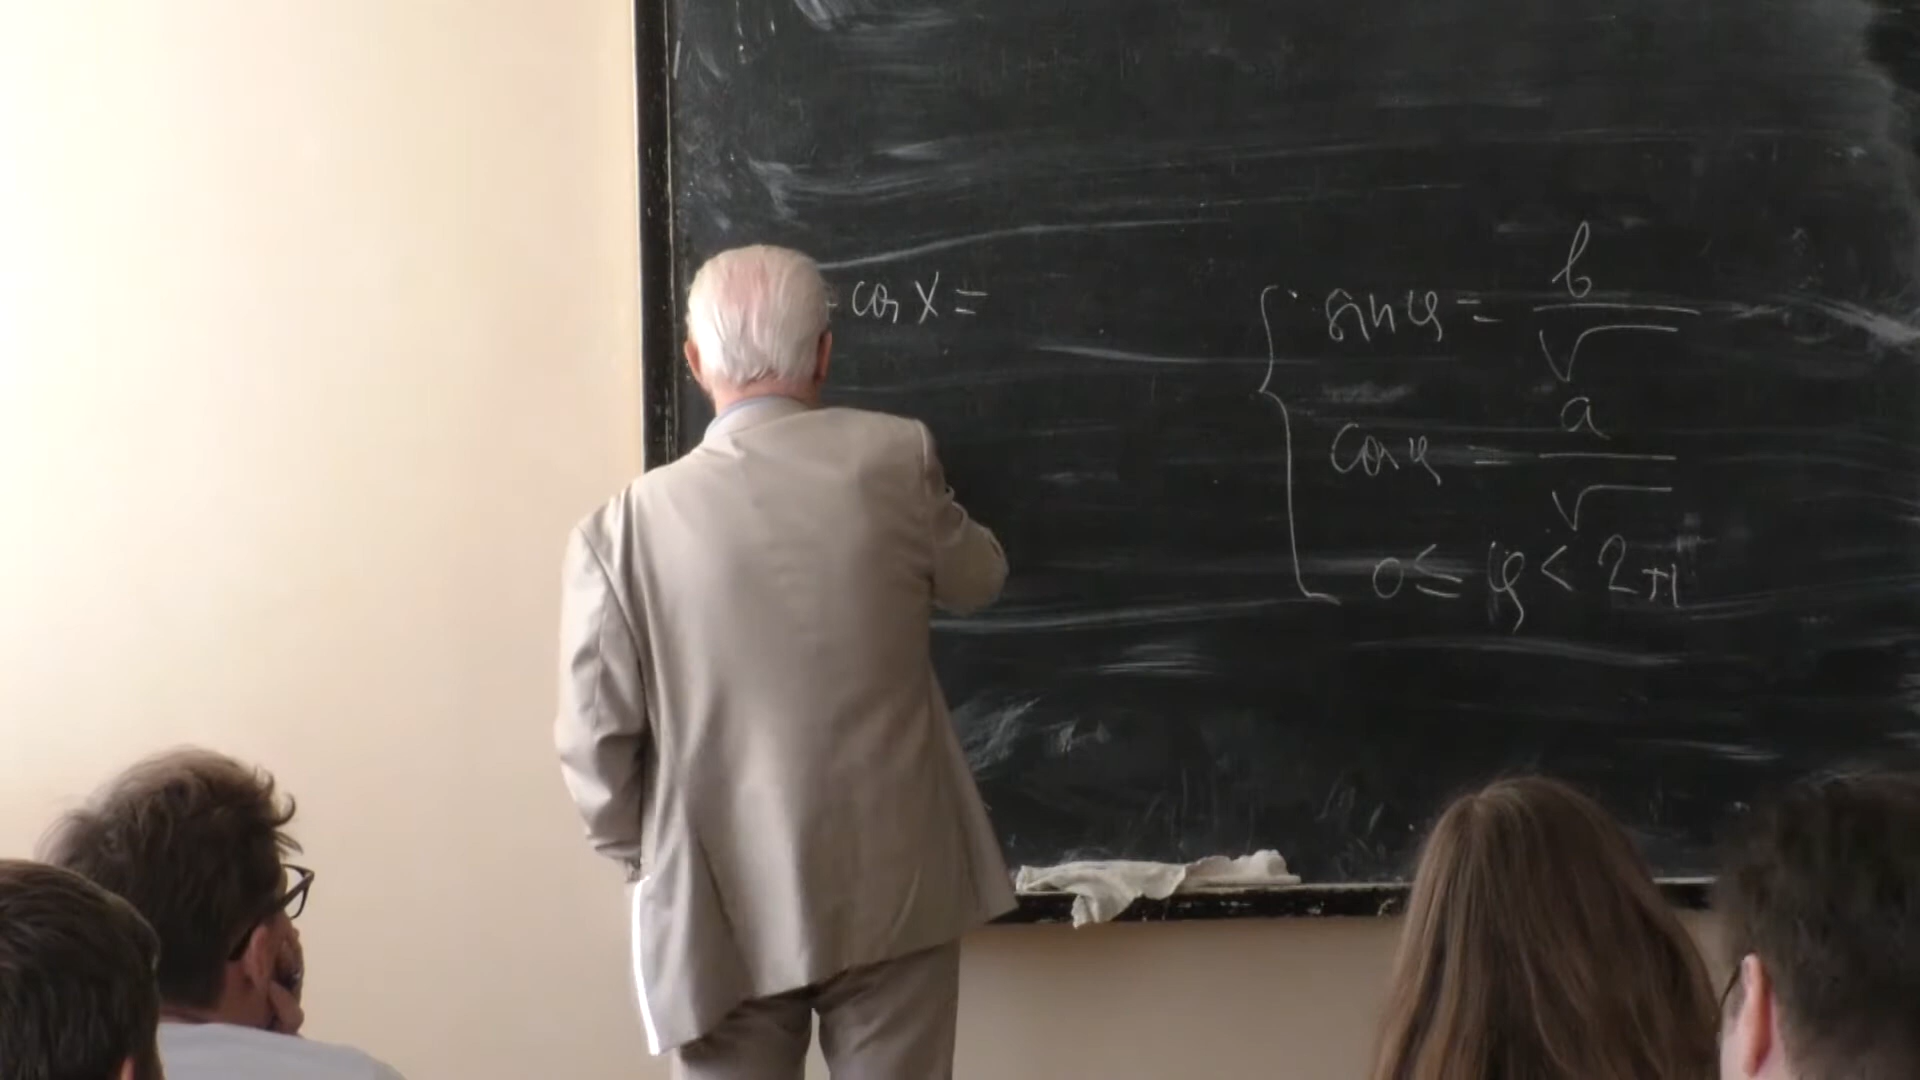 - cos x =
sin φ = b / √
cos φ = a / √
0 ≤ φ < 2π